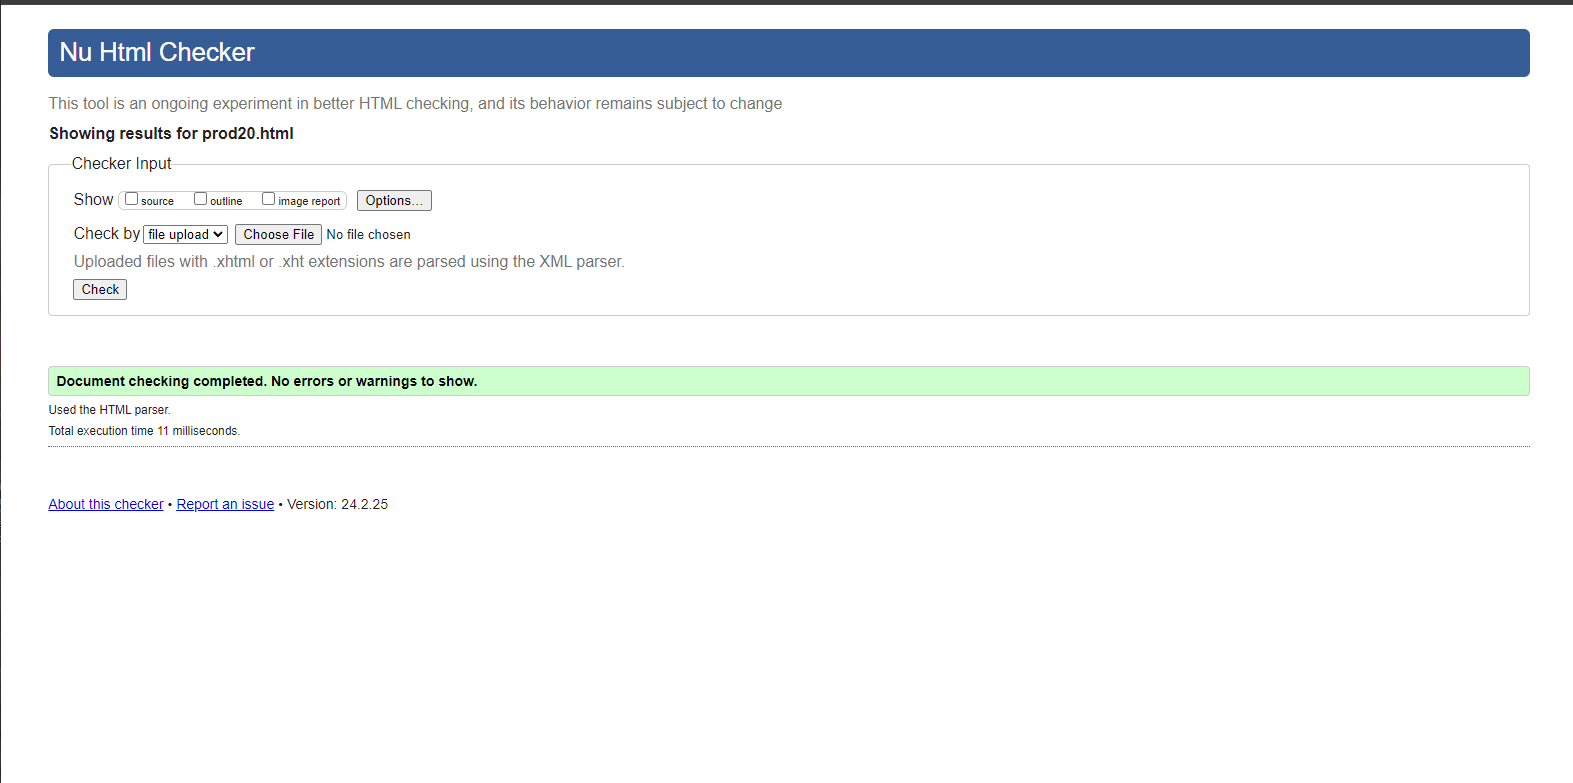 Nu Html Checker
This tool is an ongoing experiment in better HTML checking, and its behavior remains subject to change
Showing results for prod20.html
Checker Input
Show source outline image report Options...
Check by file upload Choose File No file chosen
Uploaded files with .xhtml or .xht extensions are parsed using the XML parser.
Check
Document checking completed. No errors or warnings to show.
Used the HTML parser.
Total execution time 11 milliseconds.
About this checker • Report an issue • Version: 24.2.25